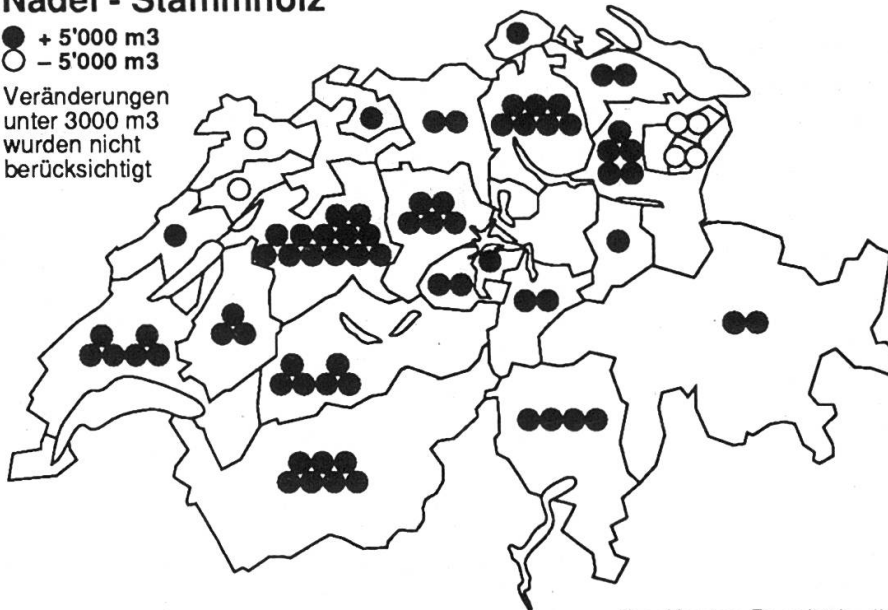 Nadel - Stammholz
+ 5'000 m3
– 5'000 m3
Veränderungen
unter 3000 m3
wurden nicht
berücksichtigt